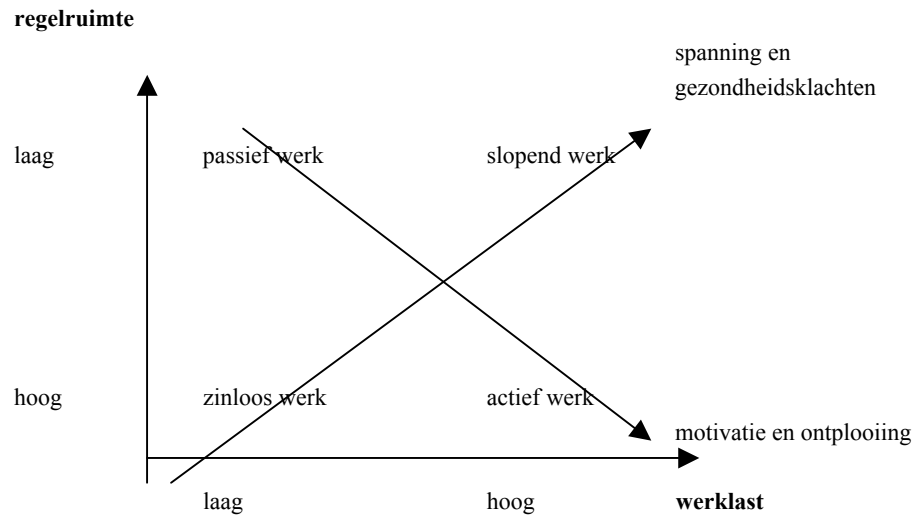 regelruimte
spanning en
gezondheidsklachten
laag
passief werk
slopend werk
hoog
zinloos werk
actief werk
motivatie en ontplooiing
laag
hoog
werklast